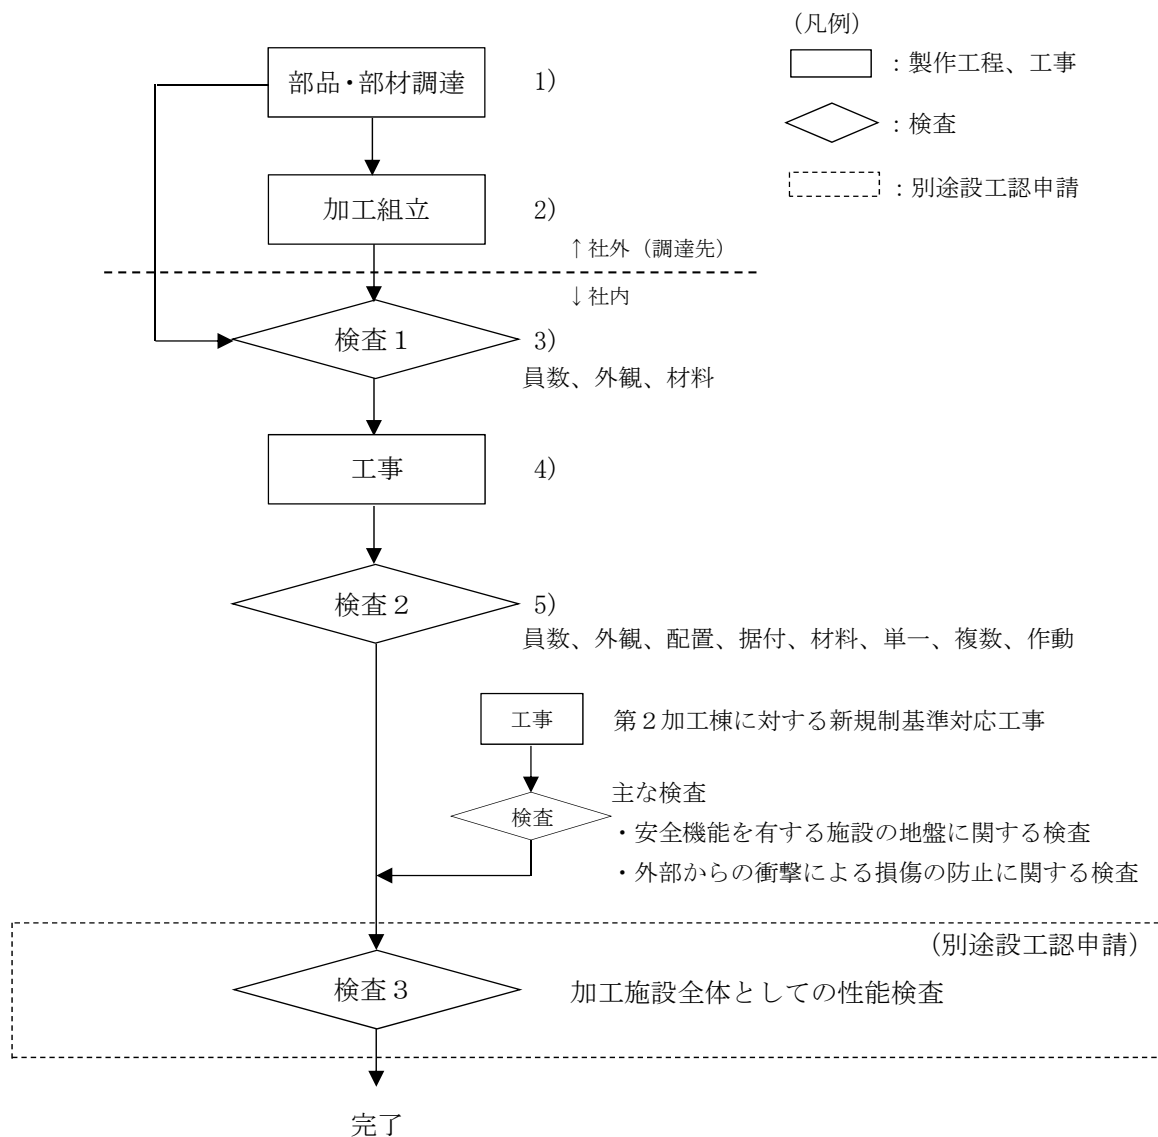 (凡例)
：製作工程、工事
：検査
：別途設工認申請
部品・部材調達
1)
加工組立
2)
↑社外（調達先）
↓社内
検査１
3)
員数、外観、材料
工事
4)
検査２
5)
員数、外観、配置、据付、材料、単一、複数、作動
工事
第２加工棟に対する新規制基準対応工事
検査
主な検査
・安全機能を有する施設の地盤に関する検査
・外部からの衝撃による損傷の防止に関する検査
(別途設工認申請)
検査３
加工施設全体としての性能検査
完了